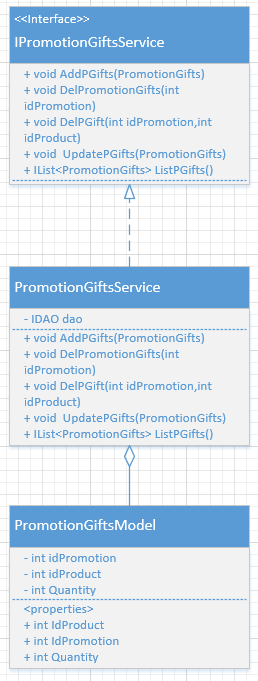 <<Interface>>
IPromotionGiftsService
+ void AddPGifts(PromotionGifts)
+ void DelPromotionGifts(int
idPromotion)
+ void DelPGift(int idPromotion,int
idProduct)
+ void  UpdatePGifts(PromotionGifts)
+ IList<PromotionGifts> ListPGifts()
PromotionGiftsService
- IDAO dao
+ void AddPGifts(PromotionGifts)
+ void DelPromotionGifts(int
idPromotion)
+ void DelPGift(int idPromotion,int
idProduct)
+ void  UpdatePGifts(PromotionGifts)
+ IList<PromotionGifts> ListPGifts()
PromotionGiftsModel
- int idPromotion
- int idProduct
- int Quantity
<properties>
+ int IdProduct
+ int IdPromotion
+ int Quantity